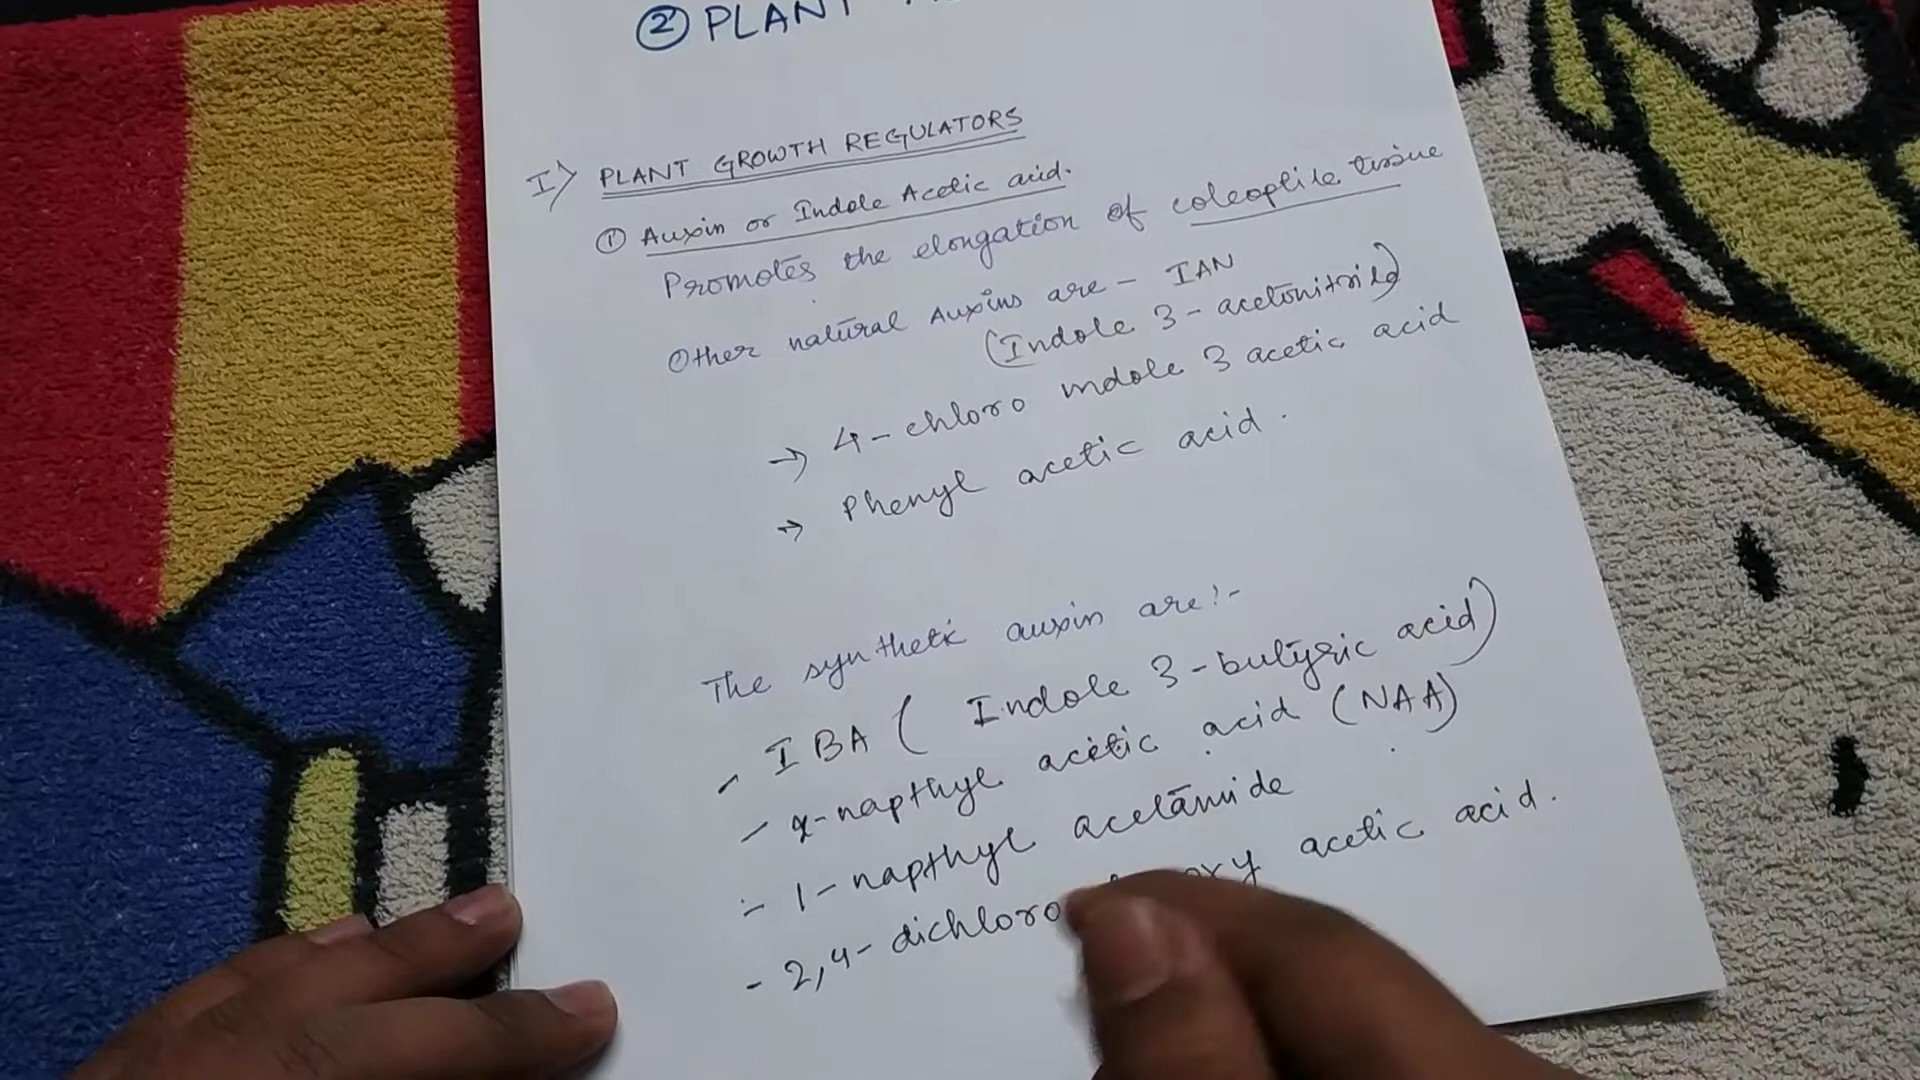 ② PLANT
I) PLANT GROWTH REGULATORS
① Auxin or Indole Acetic acid.
Promotes the elongation of coleoptile tissue
Other natural Auxins are - IAN
(Indole 3 - acetonitrile)
→ 4 - chloro indole 3 acetic acid
→ Phenyl acetic acid.
The synthetic auxin are:-
- IBA ( Indole 3 - butyric acid)
- α-napthyl acetic acid (NAA)
- 1 - napthyl acetamide
- 2,4 - dichloro acetic acid.